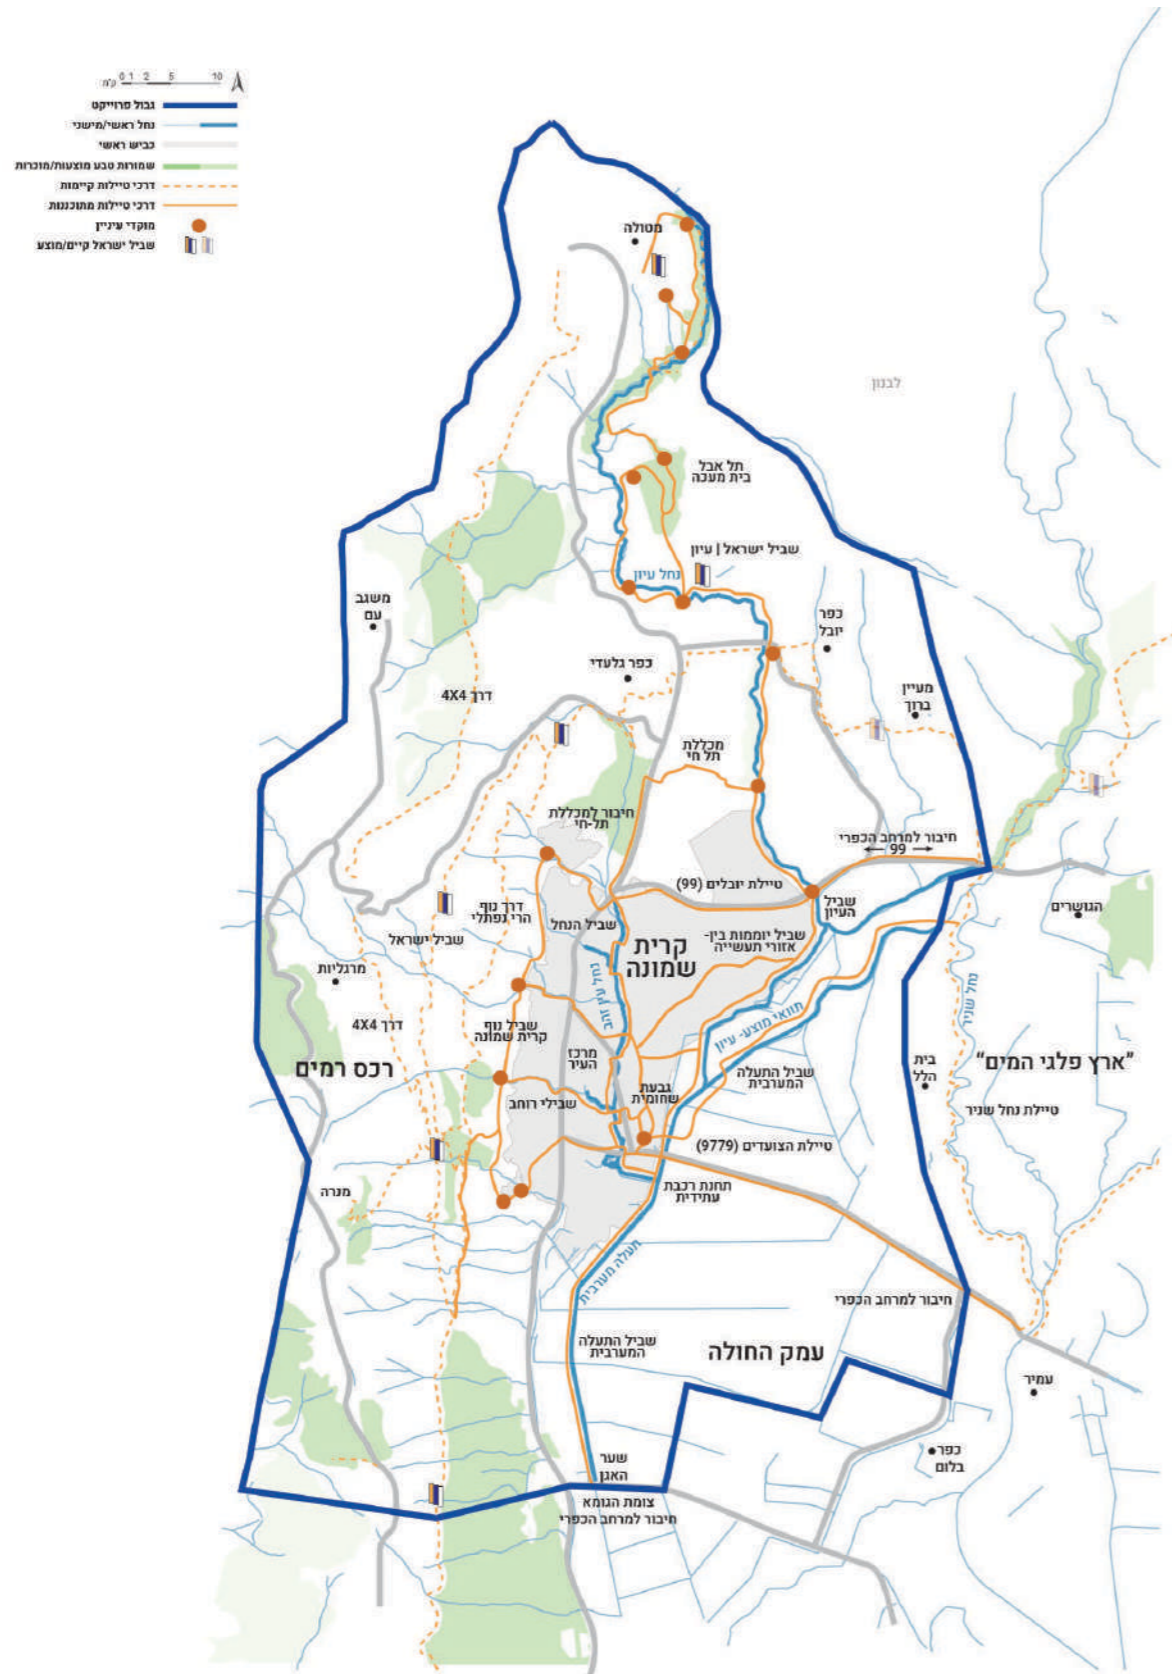 0 1 2 5 10 ק"מ
גבול פרוייקט
נחל ראשי/מישני
כביש ראשי
שמורות טבע מוצעות/מוכרות
דרכי טיילות קיימות
דרכי טיילות מתוכננות
מוקדי עיניין
שביל ישראל קיים/מוצע
מטולה
לבנון
תל אבל
בית מעכה
שביל ישראל | עיון
נחל עיון
משגב
עם
כפר
יובל
כפר גלעדי
דרך 4X4
מעיין
ברוך
מכללת
תל חי
חיבור למכללת
תל-חי
חיבור למרחב הכפרי
99
טיילת יובלים (99)
שביל
העיון
הגושרים
דרך נוף
הרי נפתלי
שביל הנחל
שביל יוממות בין-
אזורי תעשייה
קרית
שמונה
שביל ישראל
מרגליות
נחל עין זהב
נחל שניר
תוואי מוצע- עיון
דרך 4X4
שביל נוף
קרית שמונה
מרכז
העיר
רכס רמים
בית
הלל
"ארץ פלגי המים"
שביל התעלה
המערבית
גבעת
שחומית
שבילי רוחב
טיילת נחל שניר
טיילת הצועדים (9779)
תחנת רכבת
עתידית
מנרה
תעלה מערבית
חיבור למרחב הכפרי
שביל התעלה
המערבית
עמק החולה
עמיר
כפר
בלום
שער
האגן
צומת הגומא
חיבור למרחב הכפרי